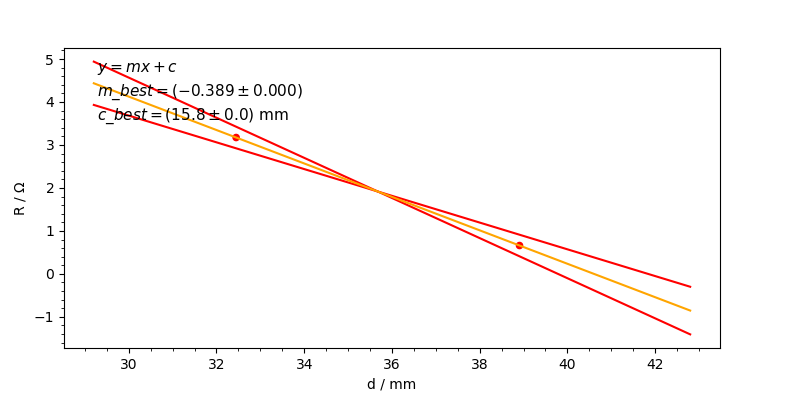 5
4
3
2
1
0
−1
R / Ω
y = mx + c
m_best = (−0.389 ± 0.000)
c_best = (15.8 ± 0.0) mm
30
32
34
36
38
40
42
d / mm